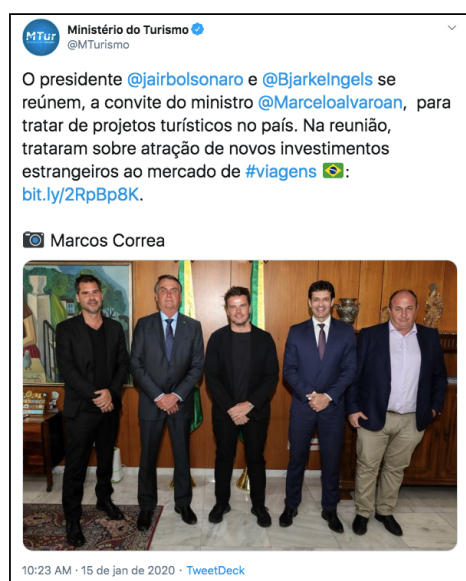 MTur
Ministério do Turismo
@MTurismo
O presidente @jairbolsonaro e @BjarkeIngels se
reúnem, a convite do ministro @Marceloalvaroan, para
tratar de projetos turísticos no país. Na reunião,
trataram sobre atração de novos investimentos
estrangeiros ao mercado de #viagens 🇧🇷:
bit.ly/2RpBp8K.
📷 Marcos Correa
10:23 AM · 15 de jan de 2020 · TweetDeck